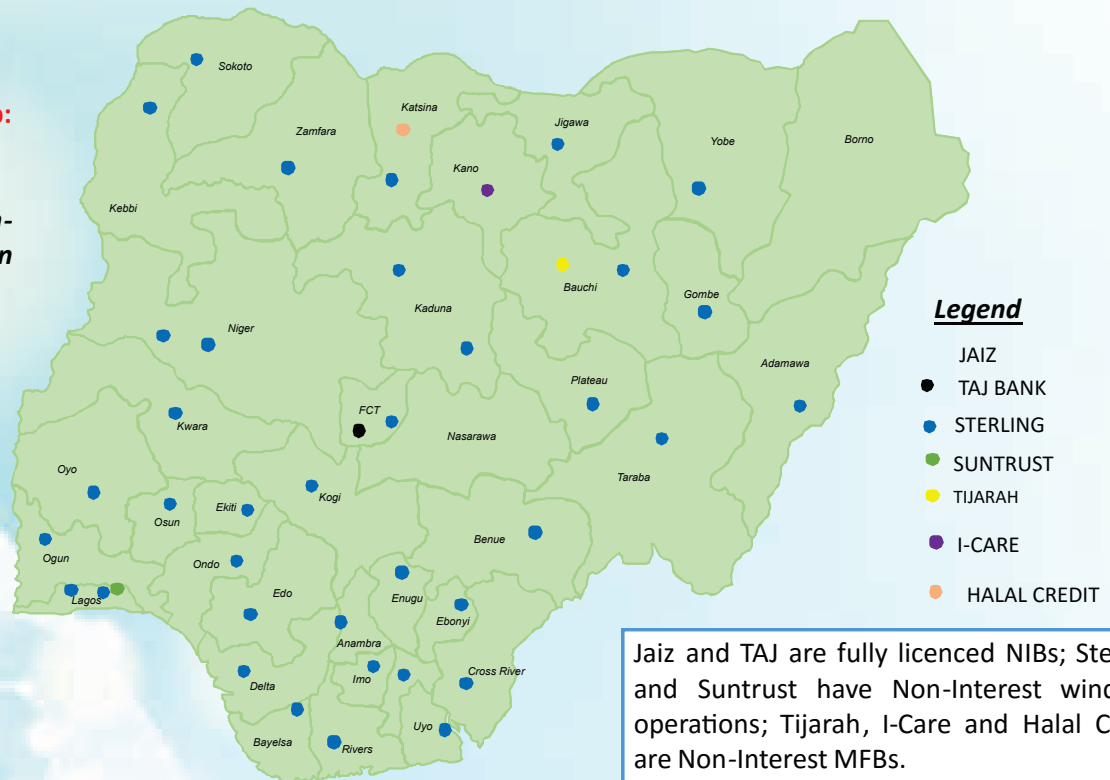 o:
n-
n
Sokoto
Katsina
Zamfara
Jigawa
Yobe
Borno
Kano
Kebbi
Bauchi
Gombe
Kaduna
Niger
Adamawa
Plateau
FCT
Kwara
Nasarawa
Oyo
Taraba
Kogi
Ekiti
Osun
Benue
Ogun
Ondo
Edo
Enugu
Lagos
Ebonyi
Anambra
Cross River
Imo
Delta
Uyo
Bayelsa
Rivers
Legend
JAIZ
TAJ BANK
STERLING
SUNTRUST
TIJARAH
I-CARE
HALAL CREDIT
Jaiz and TAJ are fully licenced NIBs; Ste
and Suntrust have Non-Interest wind
operations; Tijarah, I-Care and Halal C
are Non-Interest MFBs.